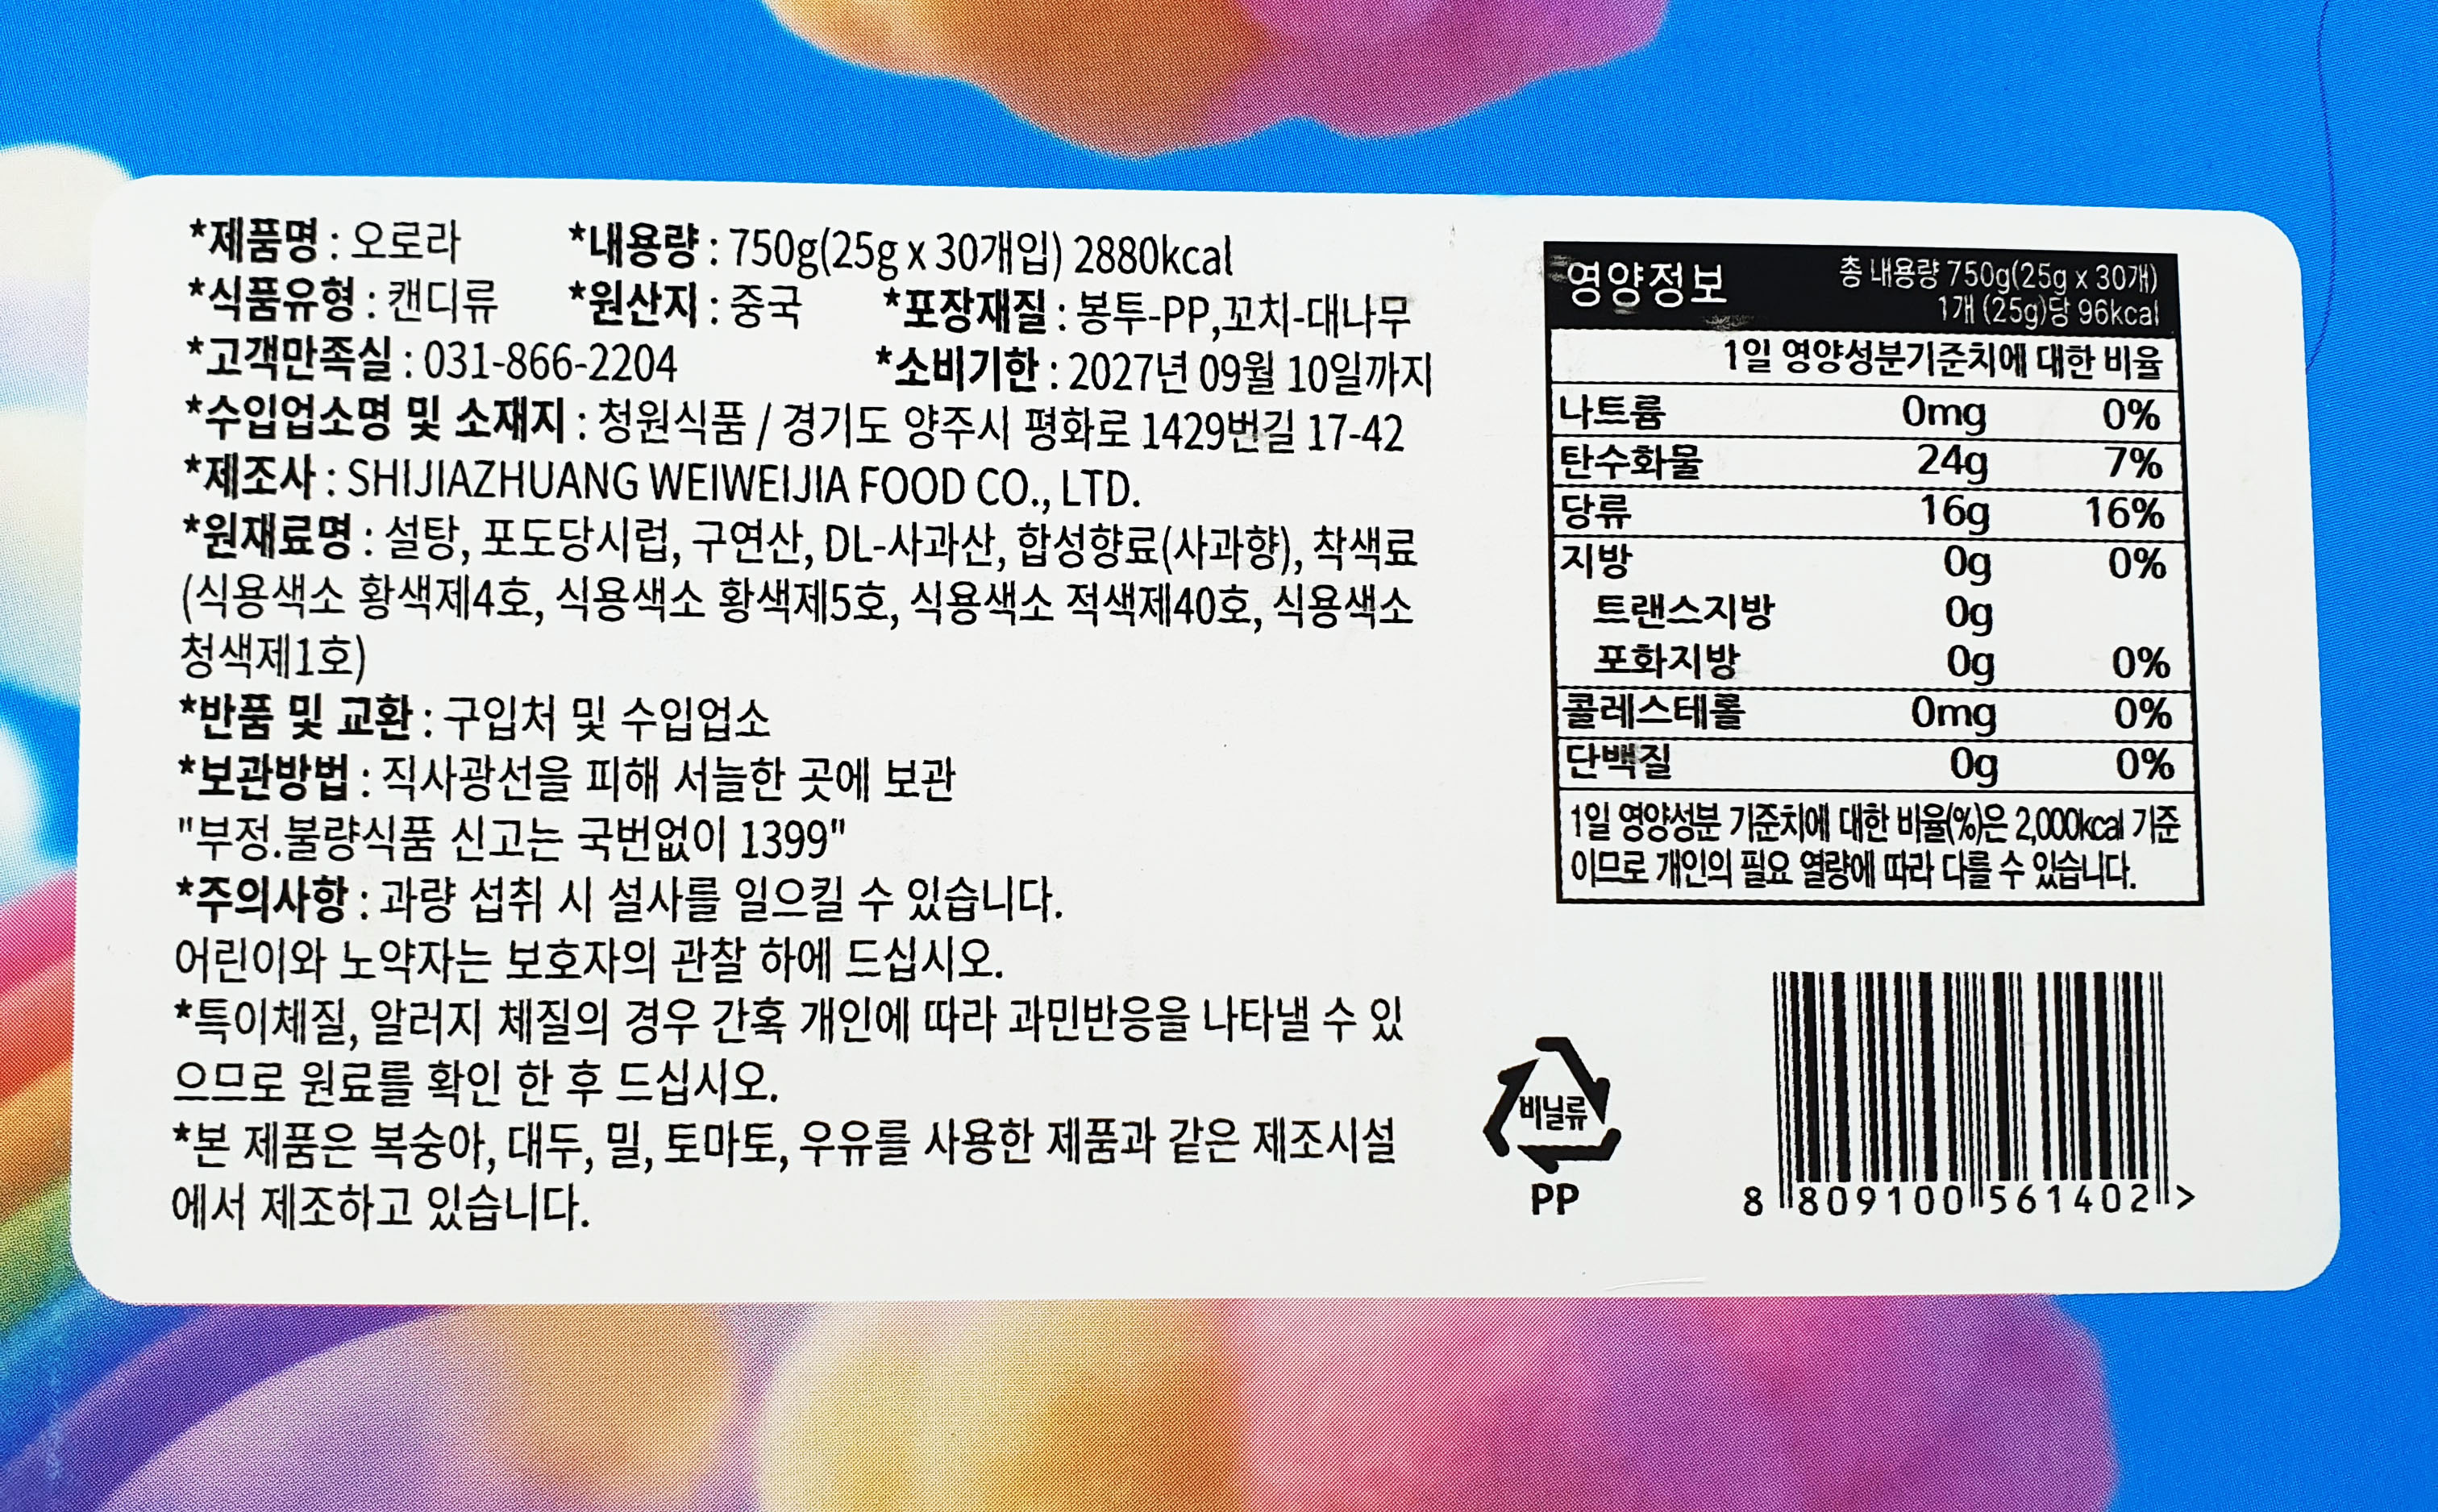 *제품명 : 오로라 *내용량 : 750g(25g x 30개입) 2880kcal
*식품유형 : 캔디류 *원산지 : 중국 *포장재질 : 봉투-PP,꼬치-대나무
*고객만족실 : 031-866-2204 *소비기한 : 2027년 09월 10일까지
*수입업소명 및 소재지 : 청원식품 / 경기도 양주시 평화로 1429번길 17-42
*제조사 : SHIJIAZHUANG WEIWEIJIA FOOD CO., LTD.
*원재료명 : 설탕, 포도당시럽, 구연산, DL-사과산, 합성향료(사과향), 착색료
(식용색소 황색제4호, 식용색소 황색제5호, 식용색소 적색제40호, 식용색소
청색제1호)
*반품 및 교환 : 구입처 및 수입업소
*보관방법 : 직사광선을 피해 서늘한 곳에 보관
"부정.불량식품 신고는 국번없이 1399"
*주의사항 : 과량 섭취 시 설사를 일으킬 수 있습니다.
어린이와 노약자는 보호자의 관찰 하에 드십시오.
*특이체질, 알러지 체질의 경우 간혹 개인에 따라 과민반응을 나타낼 수 있
으므로 원료를 확인 한 후 드십시오.
*본 제품은 복숭아, 대두, 밀, 토마토, 우유를 사용한 제품과 같은 제조시설
에서 제조하고 있습니다.
영양정보 총 내용량 750g(25g x 30개)
1개 (25g)당 96kcal
1일 영양성분기준치에 대한 비율
나트륨 0mg 0%
탄수화물 24g 7%
당류 16g 16%
지방 0g 0%
트랜스지방 0g
포화지방 0g 0%
콜레스테롤 0mg 0%
단백질 0g 0%
1일 영양성분 기준치에 대한 비율(%)은 2,000kcal 기준
이므로 개인의 필요 열량에 따라 다를 수 있습니다.
비닐류
PP
8 809100 561402 >